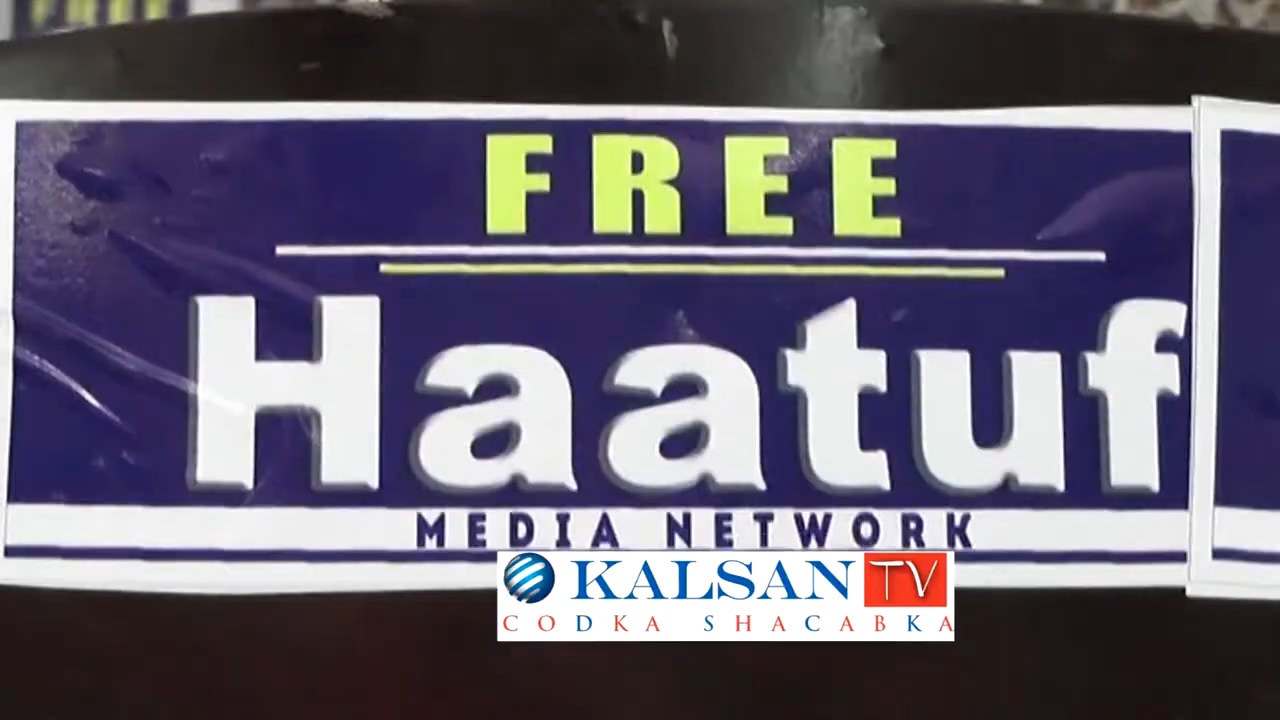 FREE
Haatuf
MEDIA NETWORK
KALSAN TV
CODKA SHACABKA